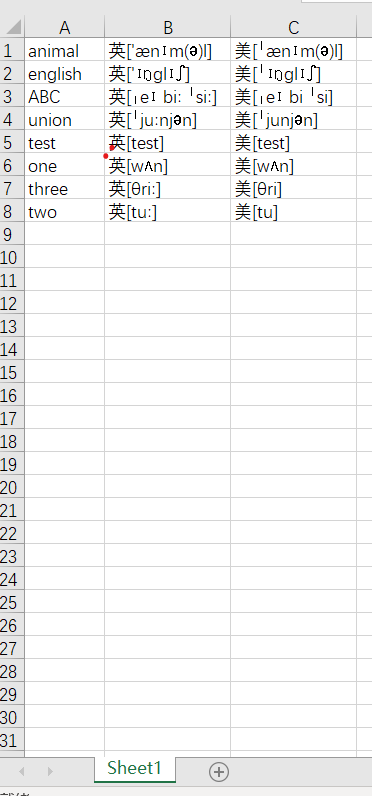 A B C
1 animal 英['ænɪm(ə)l] 美[ˈænɪm(ə)l]
2 english 英['ɪŋglɪʃ] 美[ˈɪŋglɪʃ]
3 ABC 英[ˌeɪ biː ˈsiː] 美[ˌeɪ bi ˈsi]
4 union 英[ˈjuːnjən] 美[ˈjunjən]
5 test 英[test] 美[test]
6 one 英[wʌn] 美[wʌn]
7 three 英[θriː] 美[θri]
8 two 英[tuː] 美[tu]
9
10
11
12
13
14
15
16
17
18
19
20
21
22
23
24
25
26
27
28
29
30
31
Sheet1